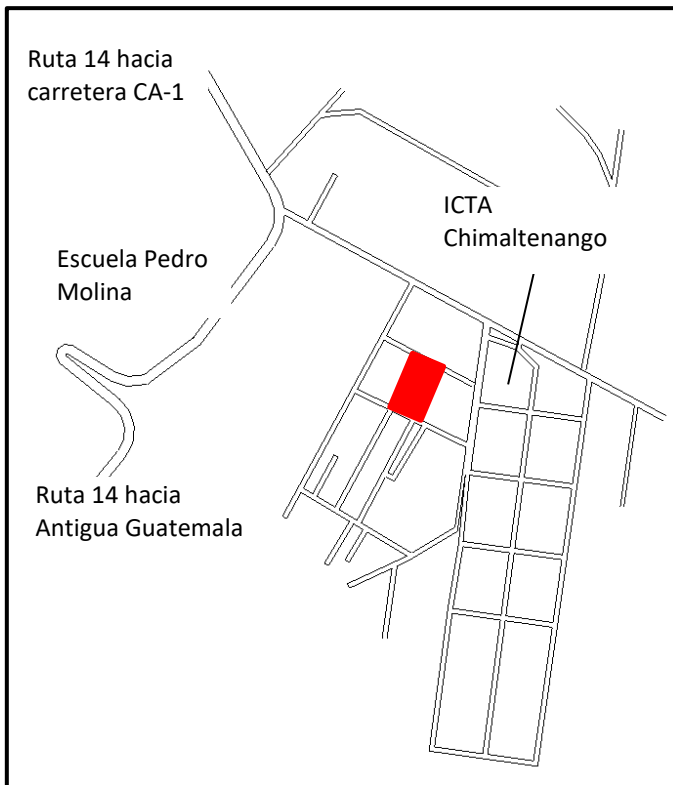 Ruta 14 hacia
carretera CA-1
ICTA
Chimaltenango
Escuela Pedro
Molina
Ruta 14 hacia
Antigua Guatemala